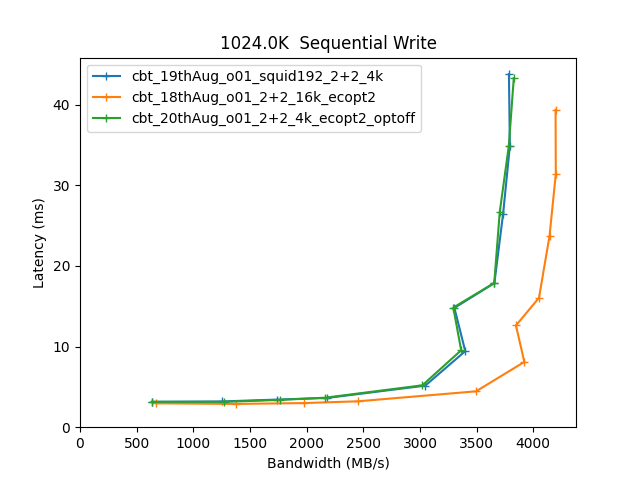 1024.0K  Sequential Write
cbt_19thAug_o01_squid192_2+2_4k
cbt_18thAug_o01_2+2_16k_ecopt2
cbt_20thAug_o01_2+2_4k_ecopt2_optoff
Latency (ms)
40
30
20
10
0
0 500 1000 1500 2000 2500 3000 3500 4000
Bandwidth (MB/s)